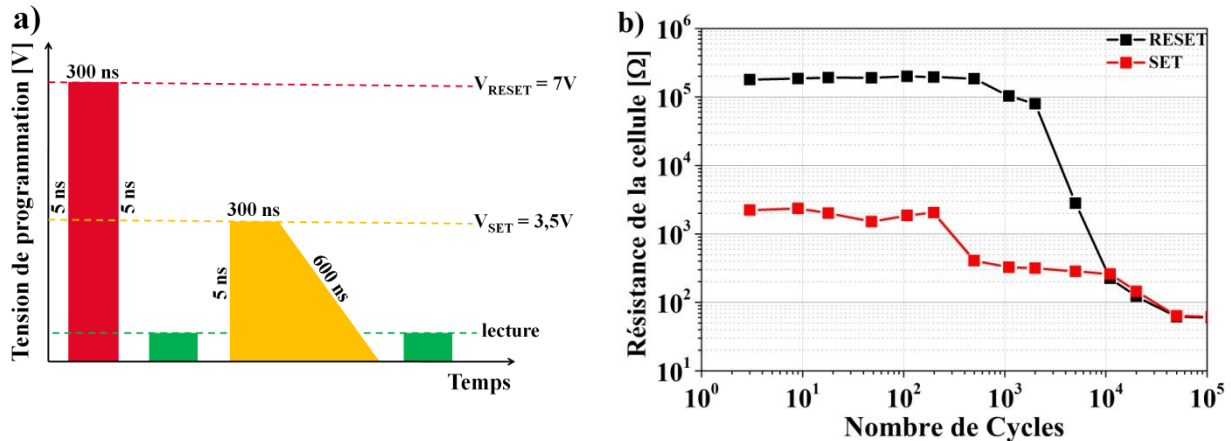 a)
Tension de programmation [V]
300 ns
V_RESET = 7V
5 ns
5 ns
300 ns
V_SET = 3,5V
5 ns
600 ns
lecture
Temps
b)
Résistance de la cellule [Ω]
10^6
10^5
10^4
10^3
10^2
10^1
RESET
SET
10^0
10^1
10^2
10^3
10^4
10^5
Nombre de Cycles